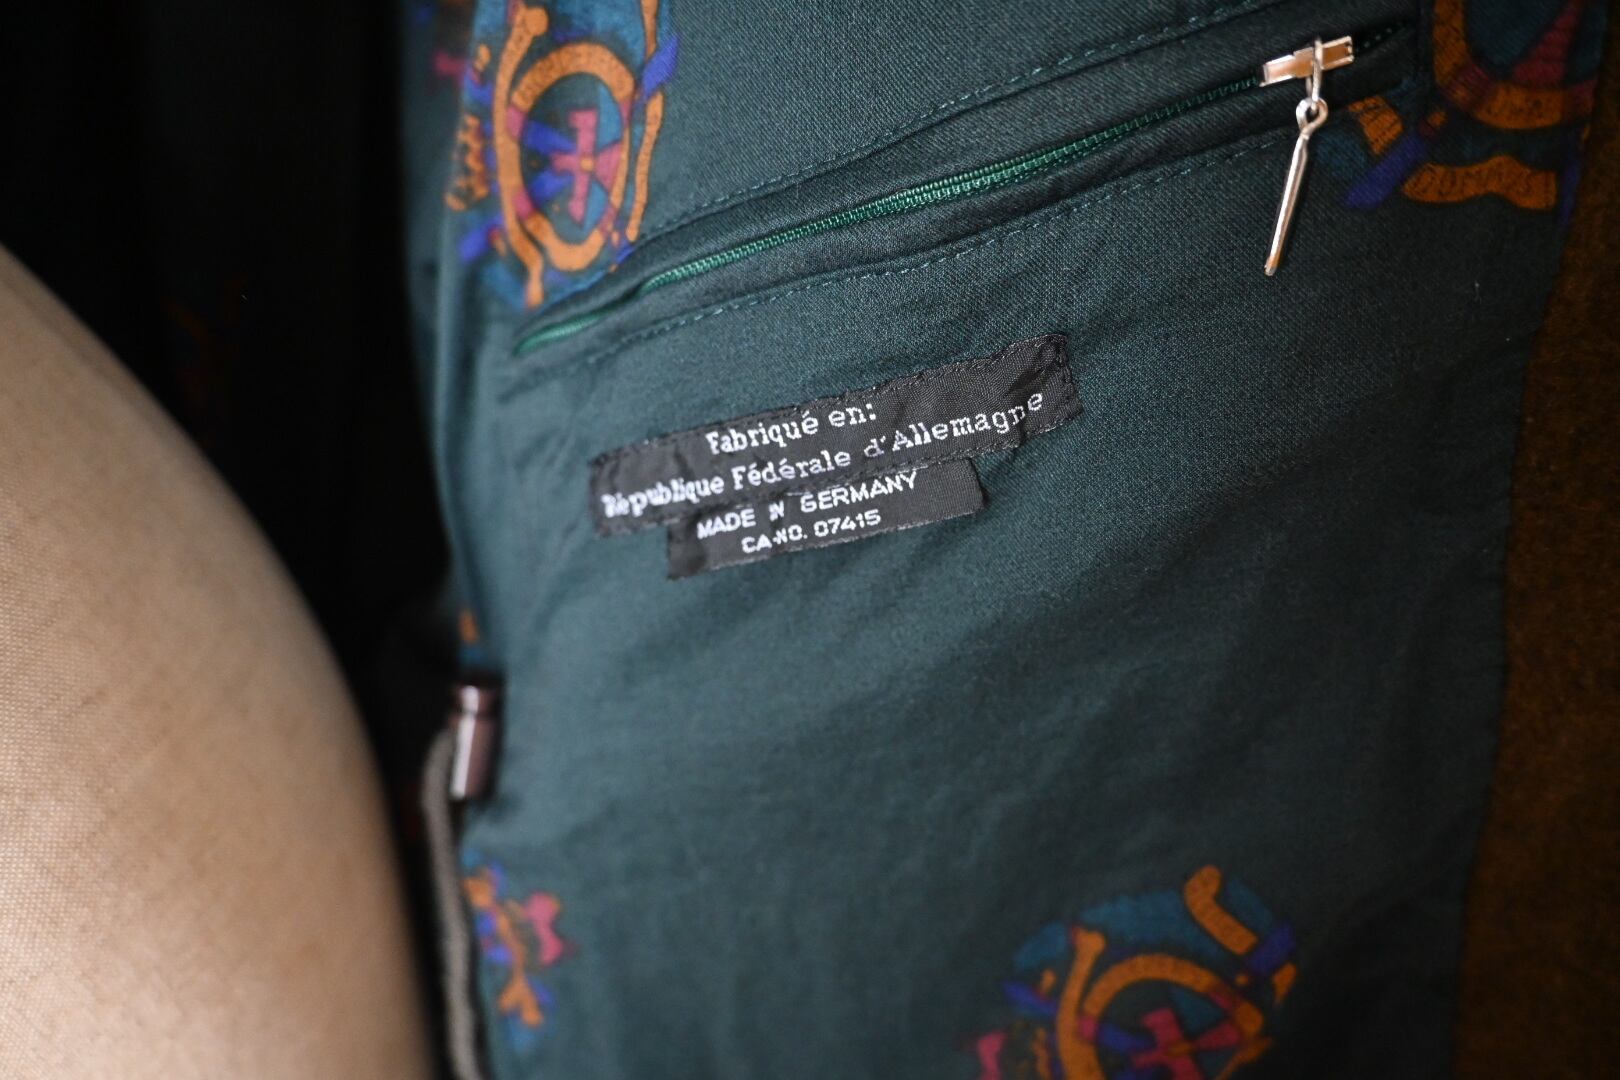 Fabriqué en:
République Fédérale d'Allemagne
MADE IN GERMANY
CA-NO. 07415